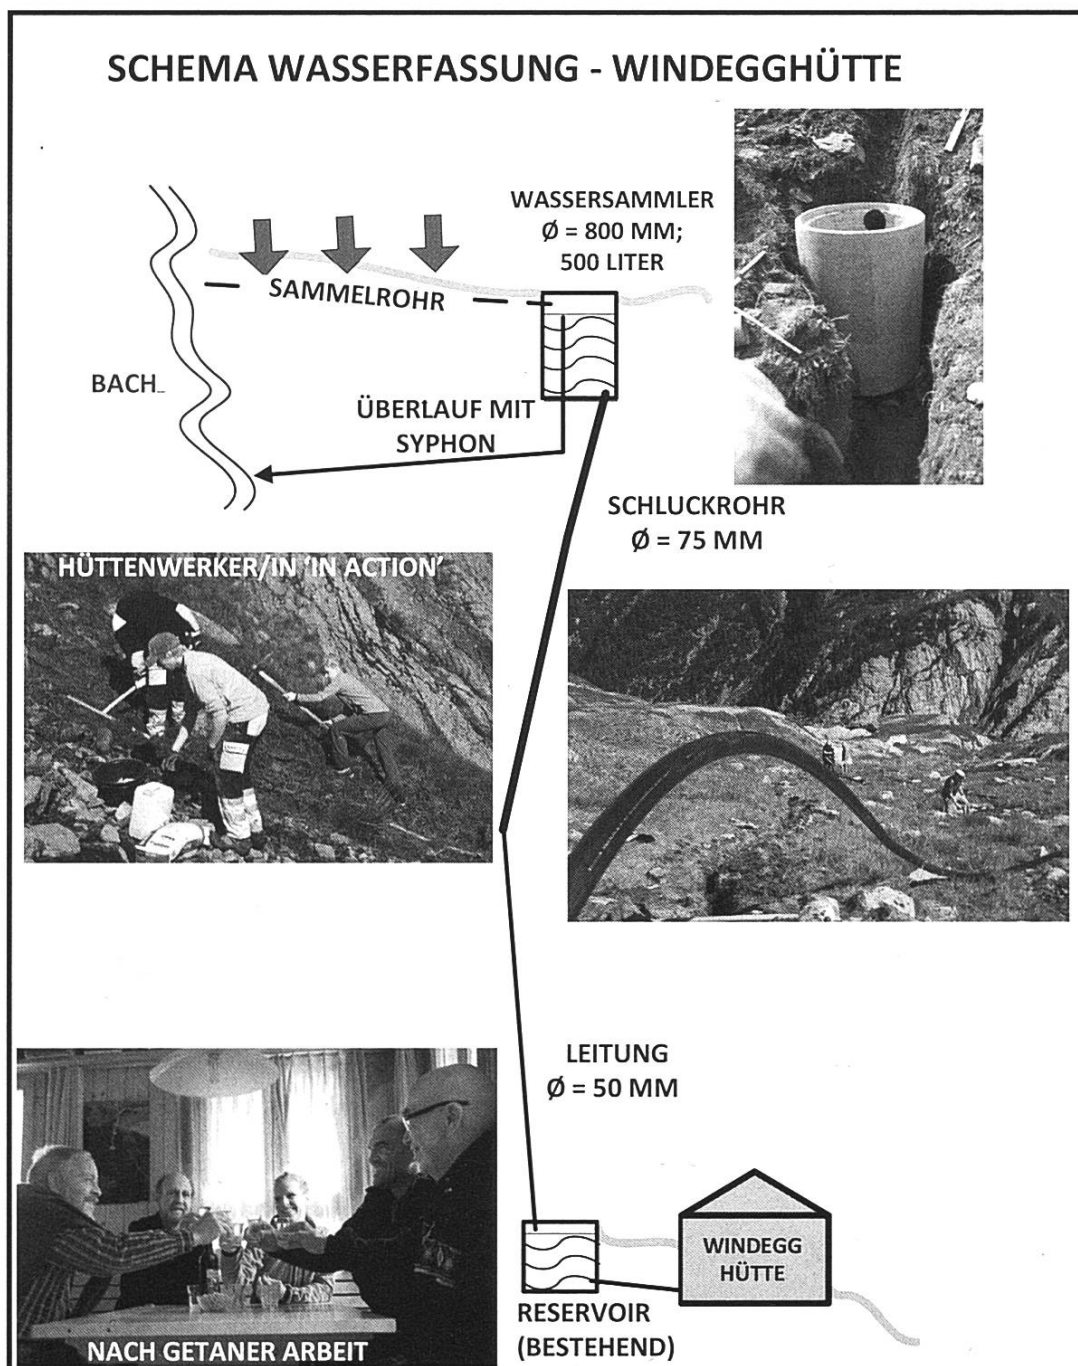 SCHEMA WASSERFASSUNG - WINDEGGHÜTTE
WASSERSAMMLER
Ø = 800 MM;
500 LITER
SAMMELROHR
BACH
ÜBERLAUF MIT
SYPHON
SCHLUCKROHR
Ø = 75 MM
HÜTTENWERKER/IN 'IN ACTION'
LEITUNG
Ø = 50 MM
WINDEGG
HÜTTE
RESERVOIR
(BESTEHEND)
NACH GETANER ARBEIT